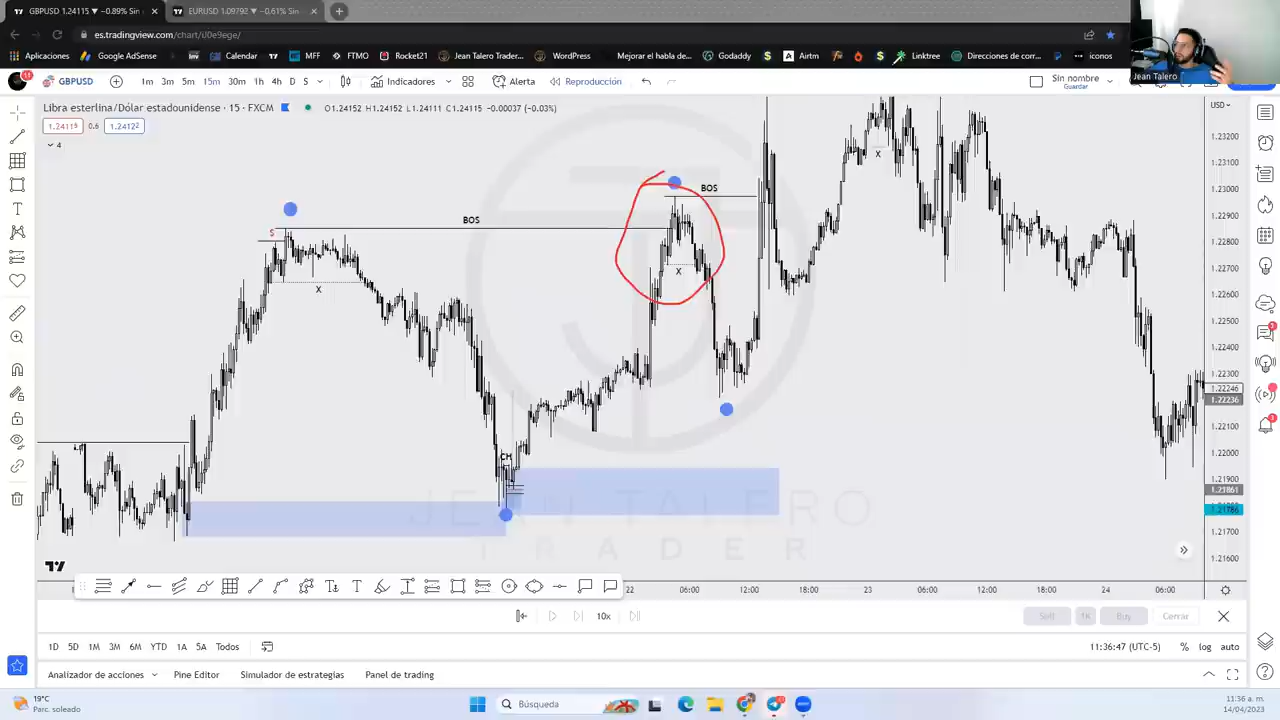 GBPUSD 1.24115 ▼ −0.89% Sin nom
EURUSD 1.09792 ▼ −0.61% Sin nom
es.tradingview.com/chart/iJ0e9ege/
Aplicaciones
Google AdSense
Calendar
MFF
FTMO
Rocket21
Jean Talero Trader...
WordPress
Mejorar el habla de...
Godaddy
Airtm
Linktree
Direcciones de corr...
iconos
Jean Talero
11
GBPUSD
1m 3m 5m 15m 30m 1h 4h D S
Indicadores
Alerta
Reproducción
Sin nombre
Guardar
Libra esterlina/Dólar estadounidense · 15 · FXCM
O1.24152 H1.24152 L1.24111 C1.24115 −0.00037 (−0.03%)
USD
1.24115 0.6 1.24122
4
1.23200
1.23100
1.23000
1.22900
1.22800
1.22700
1.22600
1.22500
1.22400
1.22300
1.22246
1.22236
1.22100
1.22000
1.21900
1.21861
1.21786
1.21700
1.21600
BOS
BOS
S
X
X
X
CH
JEAN TALERO
TRADER
22 06:00 12:00 18:00 23 06:00 12:00 18:00 24 06:00
10x
Sell
Buy
Cerrar
1D 5D 1M 3M 6M YTD 1A 5A Todos
11:36:47 (UTC-5)
% log auto
Analizador de acciones
Pine Editor
Simulador de estrategias
Panel de trading
19°C
Parc. soleado
Búsqueda
11:36 a. m.
14/04/2023